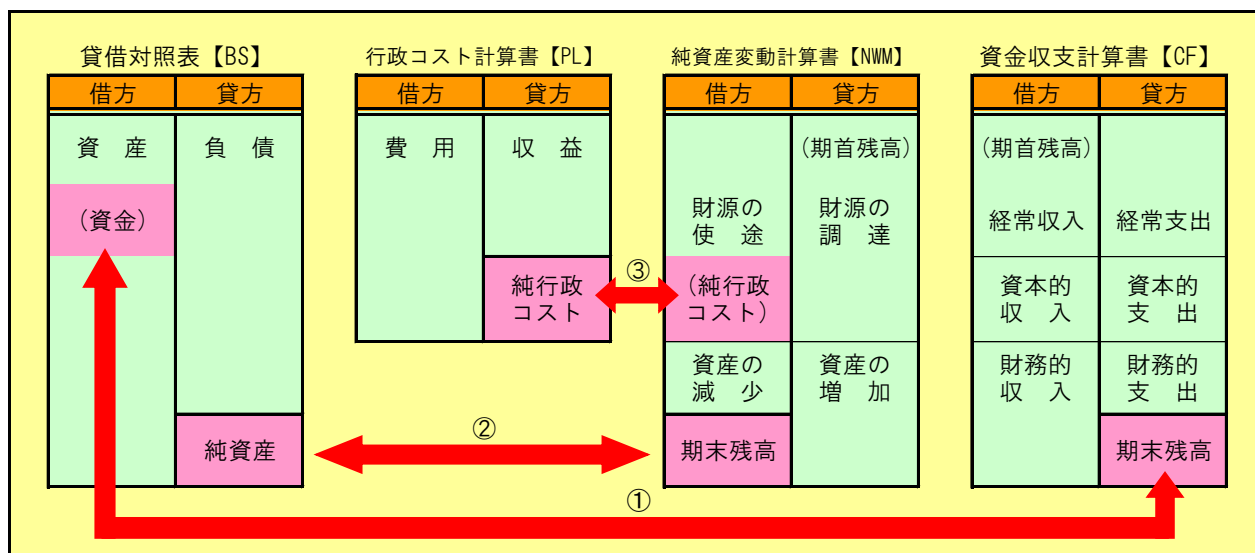 貸借対照表【BS】
借方
貸方
資 産
負 債
(資金)
純資産
行政コスト計算書【PL】
借方
貸方
費 用
収 益
純行政
コスト
③
②
①
純資産変動計算書【NWM】
借方
貸方
(期首残高)
財源の
使 途
財源の
調 達
(純行政
コスト)
資産の
減 少
資産の
増 加
期末残高
資金収支計算書【CF】
借方
貸方
(期首残高)
経常収入
経常支出
資本的
収 入
資本的
支 出
財務的
収 入
財務的
支 出
期末残高